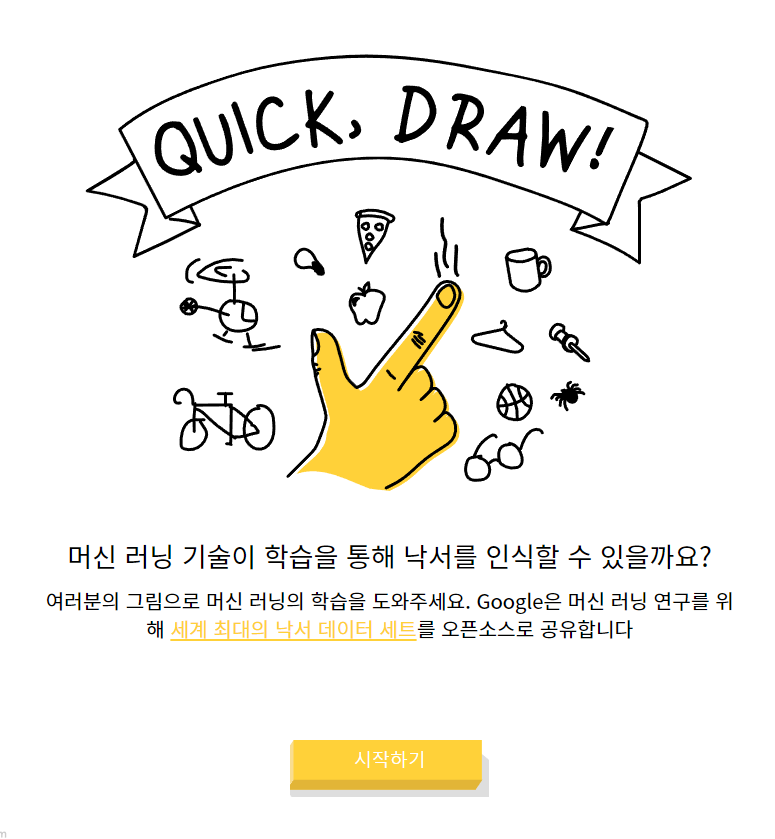 QUICK, DRAW!
머신 러닝 기술이 학습을 통해 낙서를 인식할 수 있을까요?
여러분의 그림으로 머신 러닝의 학습을 도와주세요. Google은 머신 러닝 연구를 위
해 세계 최대의 낙서 데이터 세트를 오픈소스로 공유합니다
시작하기